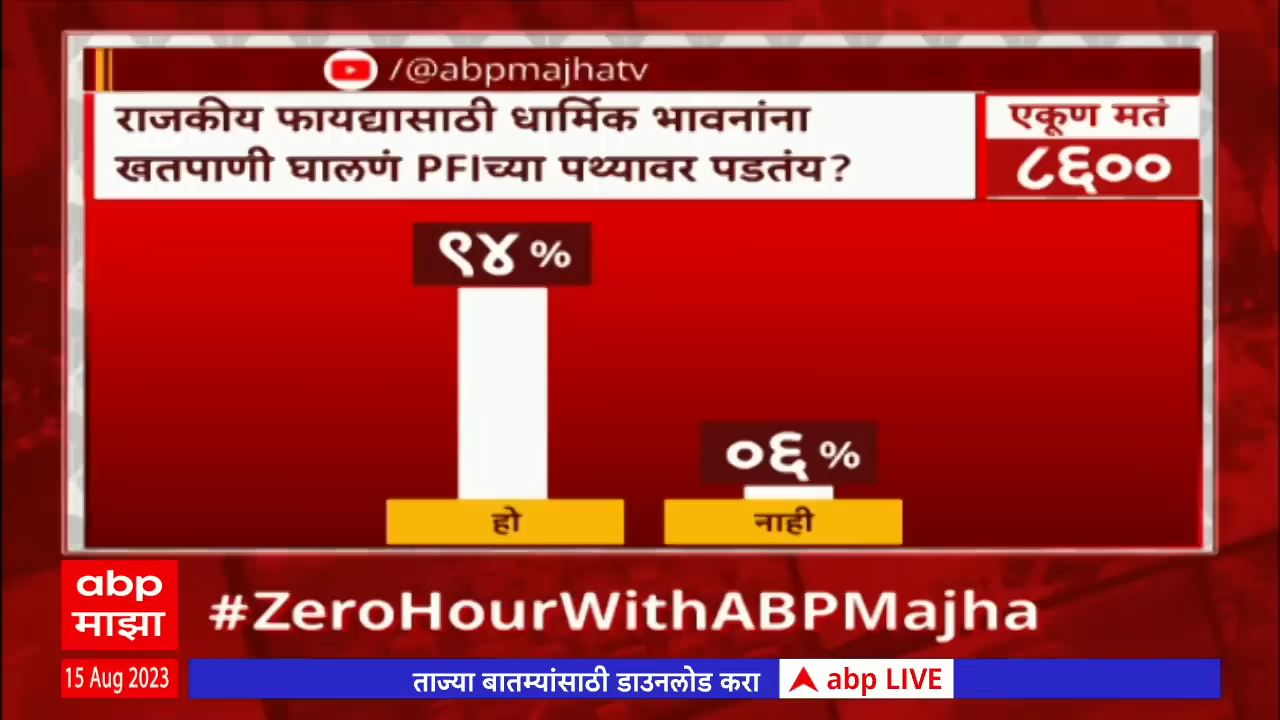 /@abpmajhatv
राजकीय फायद्यासाठी धार्मिक भावनांना
खतपाणी घालणं PFIच्या पथ्यावर पडतंय?
एकूण मतं
८६००
९४ %
०६ %
हो
नाही
abp
माझा
#ZeroHourWithABPMajha
15 Aug 2023
ताज्या बातम्यांसाठी डाउनलोड करा
abp LIVE